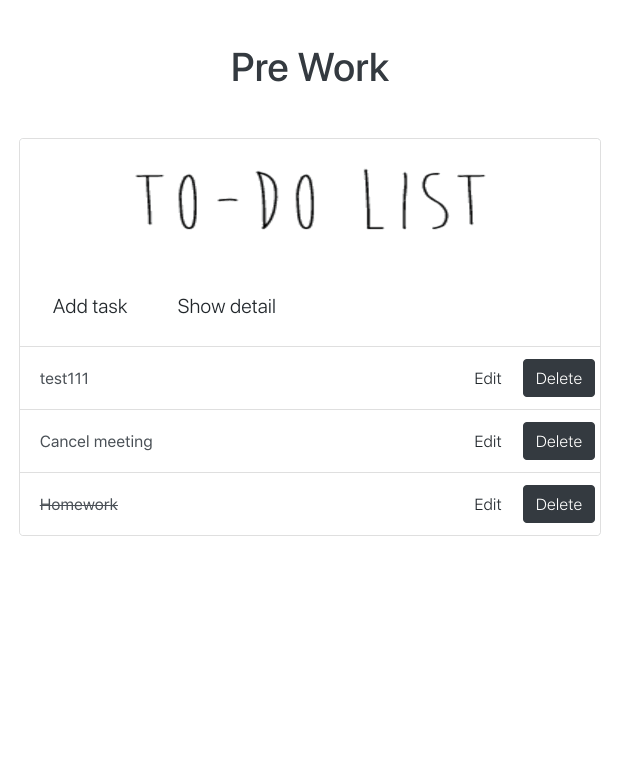 Pre Work
TO-DO LIST
Add task Show detail
test111 Edit Delete
Cancel meeting Edit Delete
Homework Edit Delete